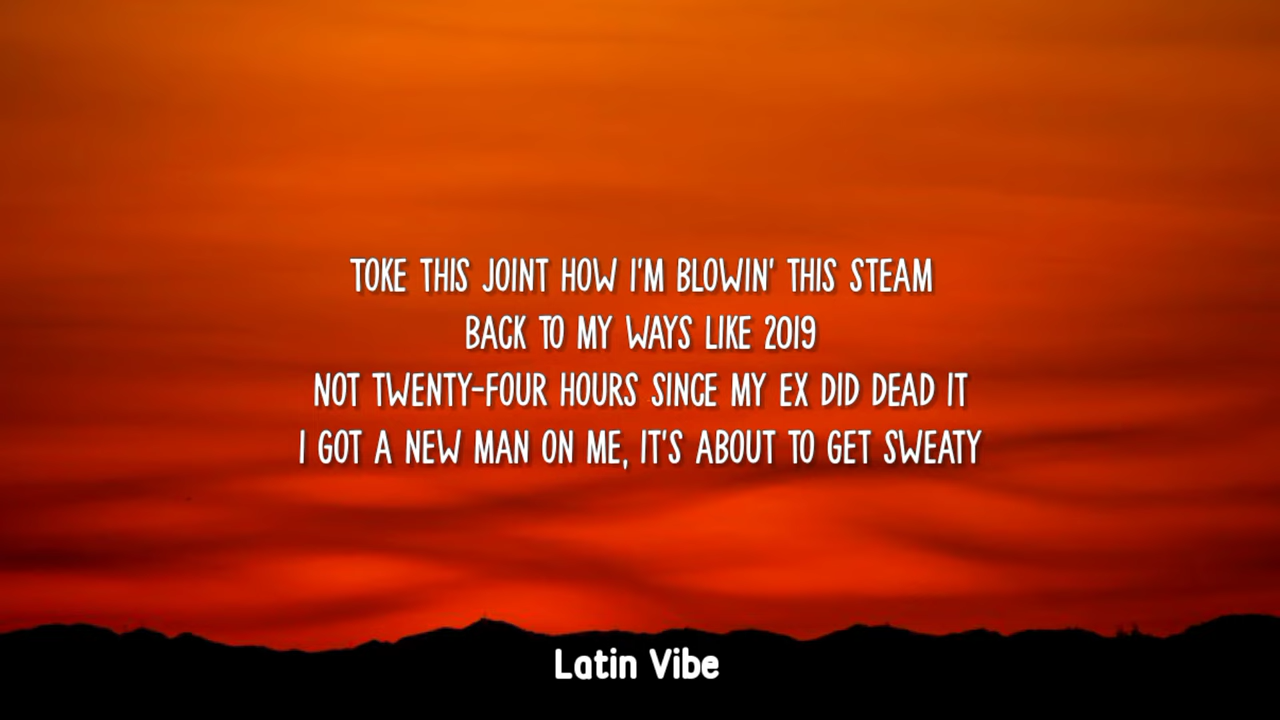 TOKE THIS JOINT HOW I'M BLOWIN' THIS STEAM
BACK TO MY WAYS LIKE 2019
NOT TWENTY-FOUR HOURS SINCE MY EX DID DEAD IT
I GOT A NEW MAN ON ME, IT'S ABOUT TO GET SWEATY
Latin Vibe